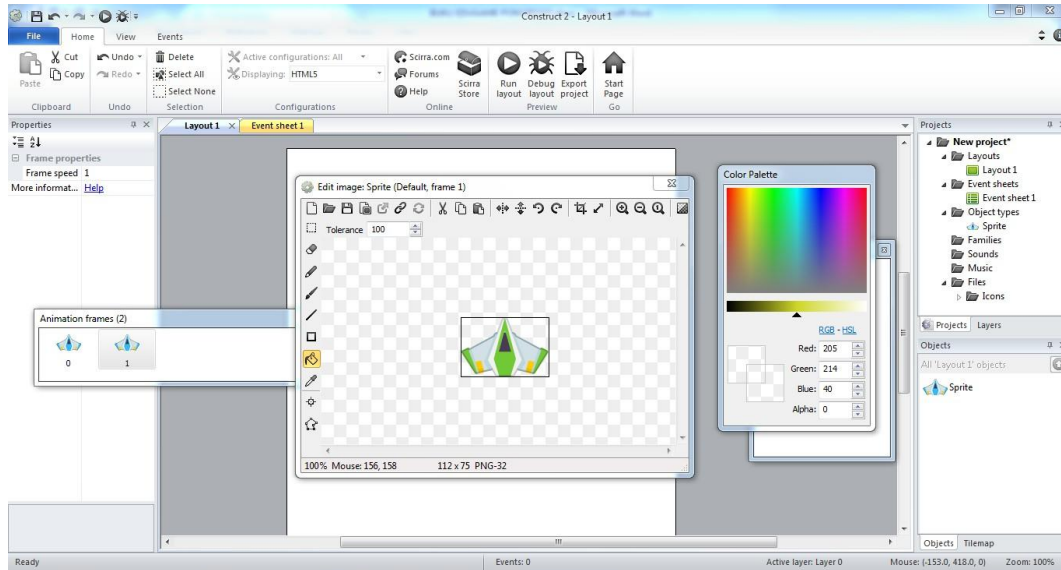 Construct 2 - Layout 1
File Home View Events
Paste
Cut
Copy
Clipboard
Undo
Redo
Undo
Delete
Select All
Select None
Selection
Active configurations: All
Displaying: HTML5
Configurations
Scirra.com
Forums
Help
Scirra Store
Online
Run layout
Debug layout
Export project
Preview
Start Page
Go
Properties
Frame properties
Frame speed 1
More informat... Help
Layout 1 Event sheet 1
Animation frames (2)
0 1
Edit image: Sprite (Default, frame 1)
Tolerance 100
100% Mouse: 156, 158 112 x 75 PNG-32
Color Palette
RGB - HSL
Red: 205
Green: 214
Blue: 40
Alpha: 0
Projects
New project*
Layouts
Layout 1
Event sheets
Event sheet 1
Object types
Sprite
Families
Sounds
Music
Files
Icons
Projects Layers
Objects
All 'Layout 1' objects
Sprite
Objects Tilemap
Ready Events: 0 Active layer: Layer 0 Mouse: (-153.0, 418.0, 0) Zoom: 100%